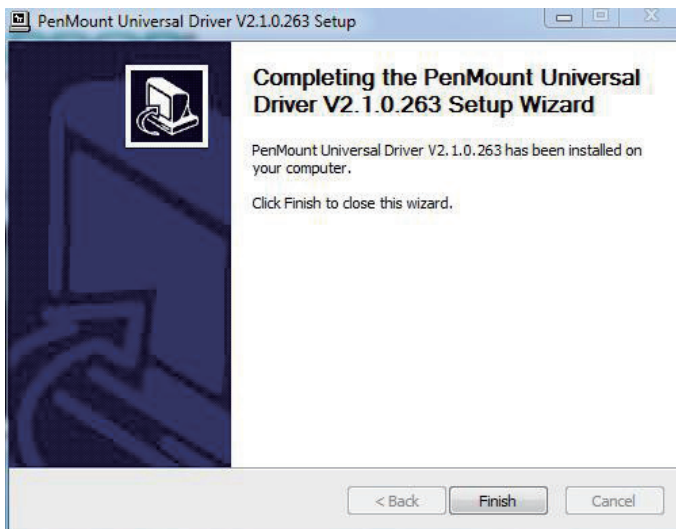 PenMount Universal Driver V2.1.0.263 Setup
Completing the PenMount Universal
Driver V2.1.0.263 Setup Wizard
PenMount Universal Driver V2.1.0.263 has been installed on
your computer.
Click Finish to close this wizard.
< Back Finish Cancel